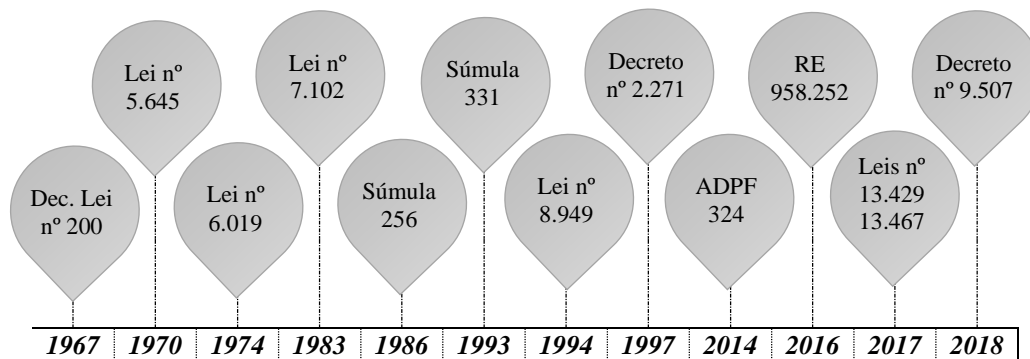 Dec. Lei
nº 200
Lei nº
5.645
Lei nº
6.019
Lei nº
7.102
Súmula
256
Súmula
331
Lei nº
8.949
Decreto
nº 2.271
ADPF
324
RE
958.252
Leis nº
13.429
13.467
Decreto
nº 9.507
1967 1970 1974 1983 1986 1993 1994 1997 2014 2016 2017 2018